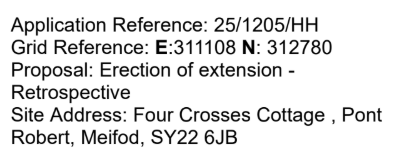 Application Reference: 25/1205/HH
Grid Reference: E:311108 N: 312780
Proposal: Erection of extension -
Retrospective
Site Address: Four Crosses Cottage , Pont
Robert, Meifod, SY22 6JB